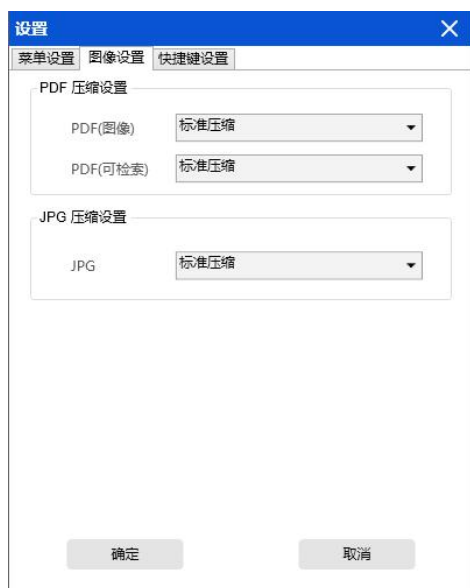 设置
菜单设置 图像设置 快捷键设置
PDF 压缩设置
PDF(图像) 标准压缩
PDF(可检索) 标准压缩
JPG 压缩设置
JPG 标准压缩
确定 取消